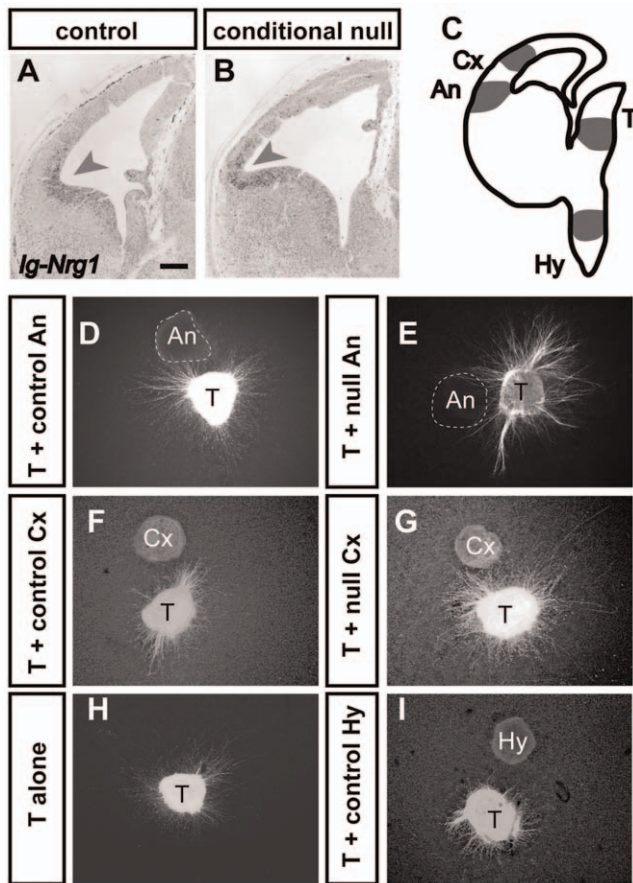 control
conditional null
A
B
C
Cx
An
T
Hy
Ig-Nrg1
T + control An
D
An
T
T + null An
E
An
T
T + control Cx
F
Cx
T
T + null Cx
G
Cx
T
T alone
H
T
T + control Hy
I
Hy
T